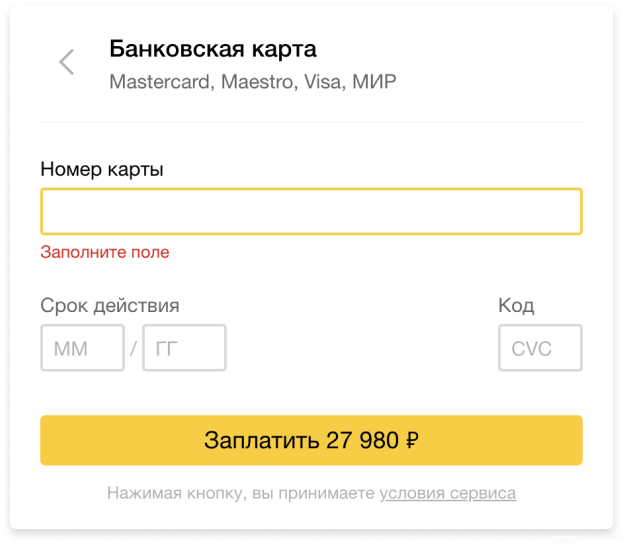 Банковская карта
Mastercard, Maestro, Visa, МИР
Номер карты
Заполните поле
Срок действия
Код
ММ / ГГ
CVC
Заплатить 27 980 ₽
Нажимая кнопку, вы принимаете условия сервиса